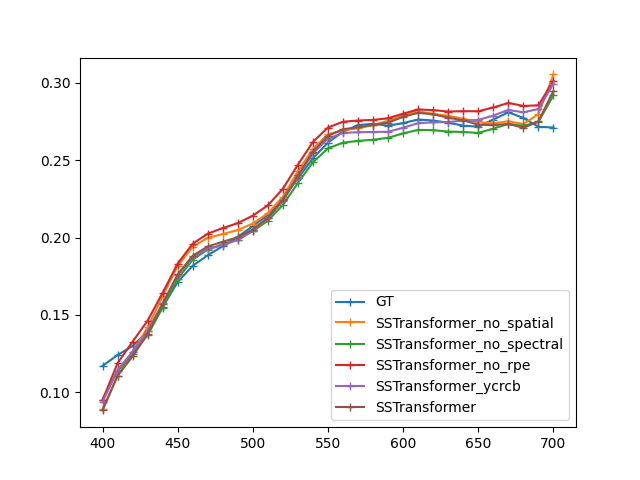 0.30
0.25
0.20
0.15
0.10
400 450 500 550 600 650 700
GT
SSTransformer_no_spatial
SSTransformer_no_spectral
SSTransformer_no_rpe
SSTransformer_ycrcb
SSTransformer